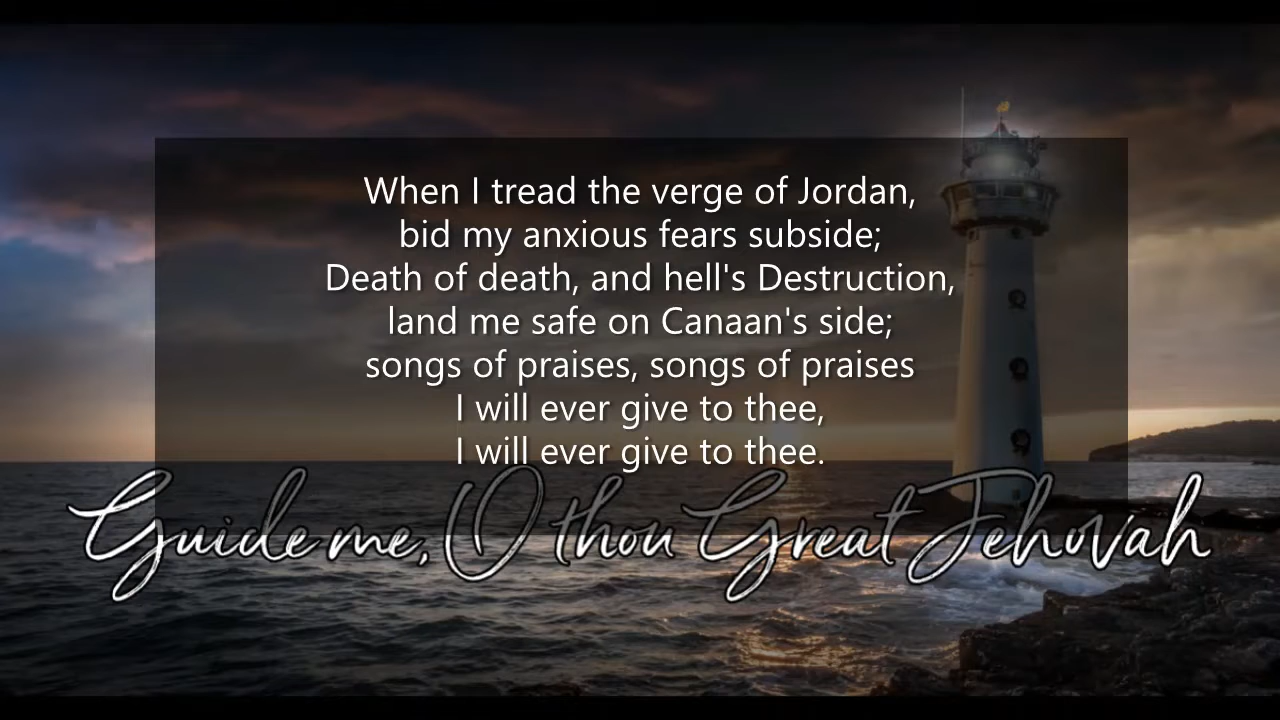 When I tread the verge of Jordan,
bid my anxious fears subside;
Death of death, and hell's Destruction,
land me safe on Canaan's side;
songs of praises, songs of praises
I will ever give to thee,
I will ever give to thee.
Guide me, O thou Great Jehovah